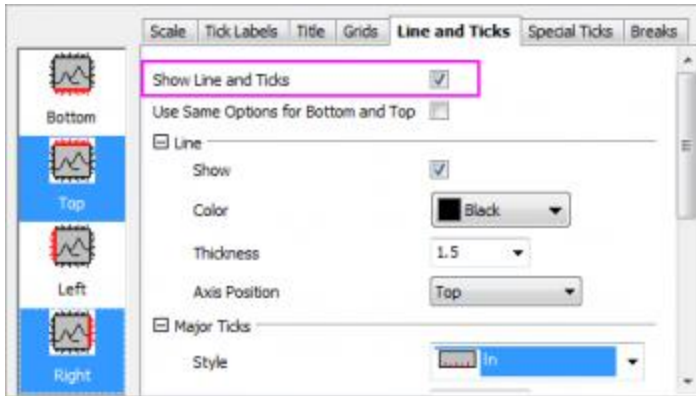 Scale Tick Labels Title Grids Line and Ticks Special Ticks Breaks
Bottom
Top
Left
Right
Show Line and Ticks
Use Same Options for Bottom and Top
Line
Show
Color Black
Thickness 1.5
Axis Position Top
Major Ticks
Style In